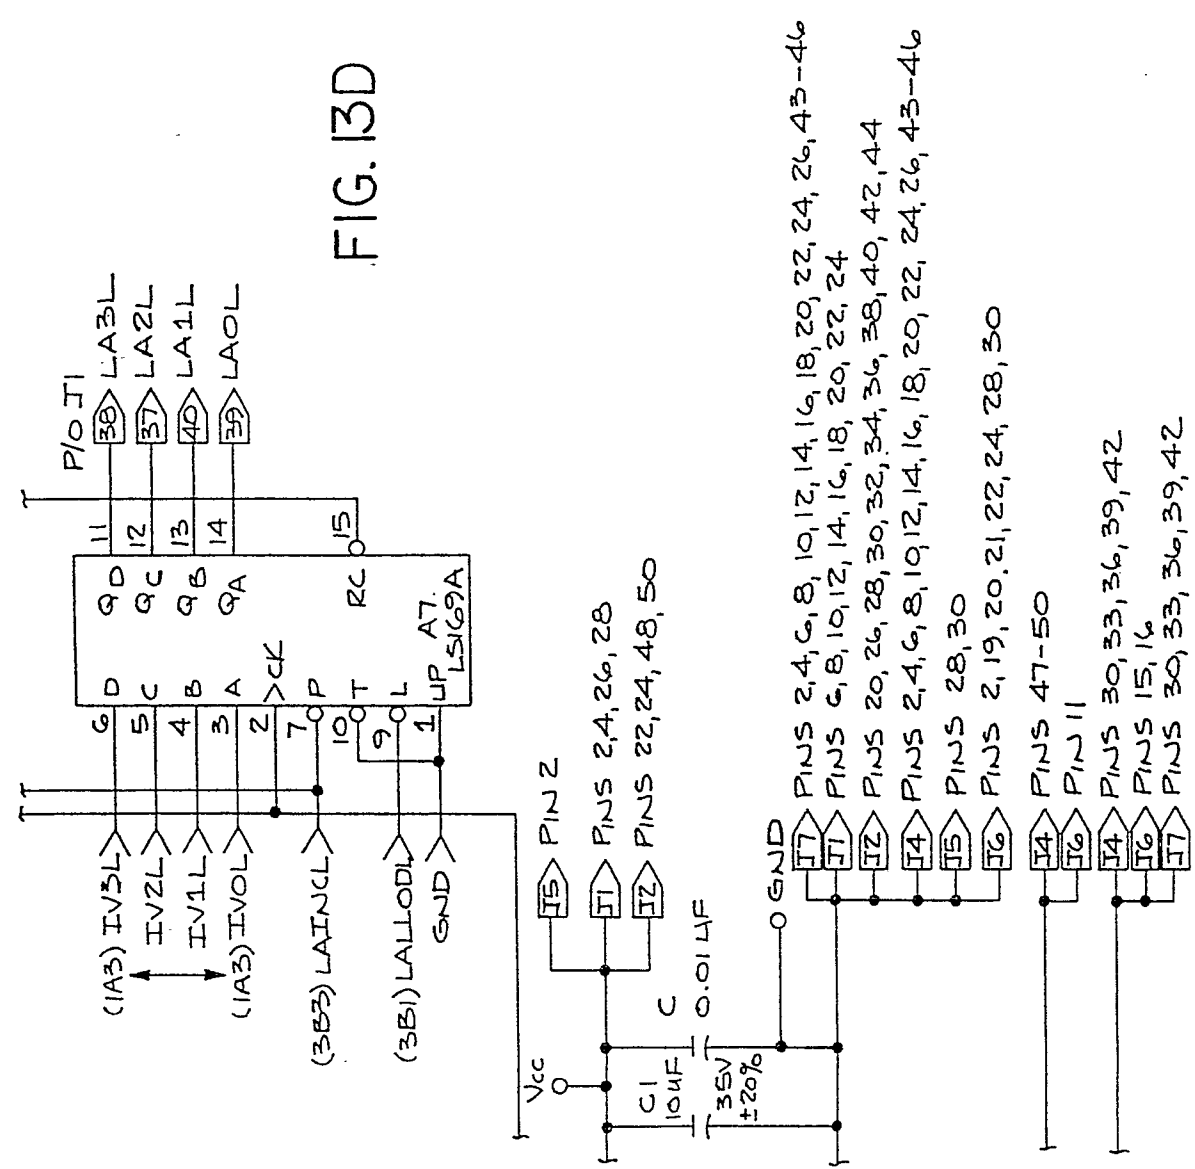 FIG. 13D
P/O J1
38 LA3L
37 LA2L
40 LA1L
39 LA0L
11
12
13
14
15
QD
QC
QB
QA
RC
A7
LS169A
D
C
B
A
>CK
P
T
L
UP
6
5
4
3
2
7
10
9
1
(1A3) IV3L
IV2L
IV1L
(1A3) IV0L
(3B3) LAINCL
(3B1) LALLODL
GND
J5 PIN 2
J1 PINS 2,4,26,28
J2 PINS 22,24,48,50
Vcc
C1
10UF
35V
±20%
C
0.01UF
GND
J7 PINS 2,4,6,8,10,12,14,16,18,20,22,24,26,43-46
J1 PINS 6,8,10,12,14,16,18,20,22,24
J2 PINS 20,26,28,30,32,34,36,38,40,42,44
J4 PINS 2,4,6,8,10,12,14,16,18,20,22,24,26,43-46
J5 PINS 28,30
J6 PINS 2,19,20,21,22,24,28,30
J4 PINS 47-50
J6 PIN 11
J4 PINS 30,33,36,39,42
J6 PINS 15,16
J7 PINS 30,33,36,39,42